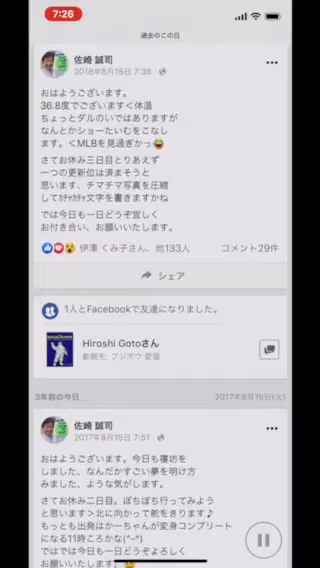 7:26
過去のこの日
佐崎 誠司
2018年8月15日 7:38
おはようございます。
36.8度でございます＜体温
ちょっとダルのいではありますが
なんとかショーたいむをこなし
ます。＜MLBを見過ぎかっ😂
さてお休み三日目とりあえず
一つの更新位は済まそうと
思います、チマチマ写真を圧縮
してｶﾁｬｶﾁｬ文字を書きますかね
では今日も一日どうぞ宜しく
お付き合い、お願いいたします。
伊澤 くみ子さん、他133人 コメント29件
シェア
1人とFacebookで友達になりました。
Hiroshi Gotoさん
勤務先: フジボウ愛媛
3年前の今日 2017年8月15日(火)
佐崎 誠司
2017年8月15日 7:51
おはようございます。今日も寝坊を
しました、なんだかすごい夢を明け方
みました、ような気がします。
さてお休み二日目。ぼちぼち行ってみよう
と思います＞北に向かって舵をきります♪
もっとも出発はかーちゃんが変身コンプリート
になる11時ころかな(^-^)
ではでは今日も一日どうぞよろしく
お願いいたします。